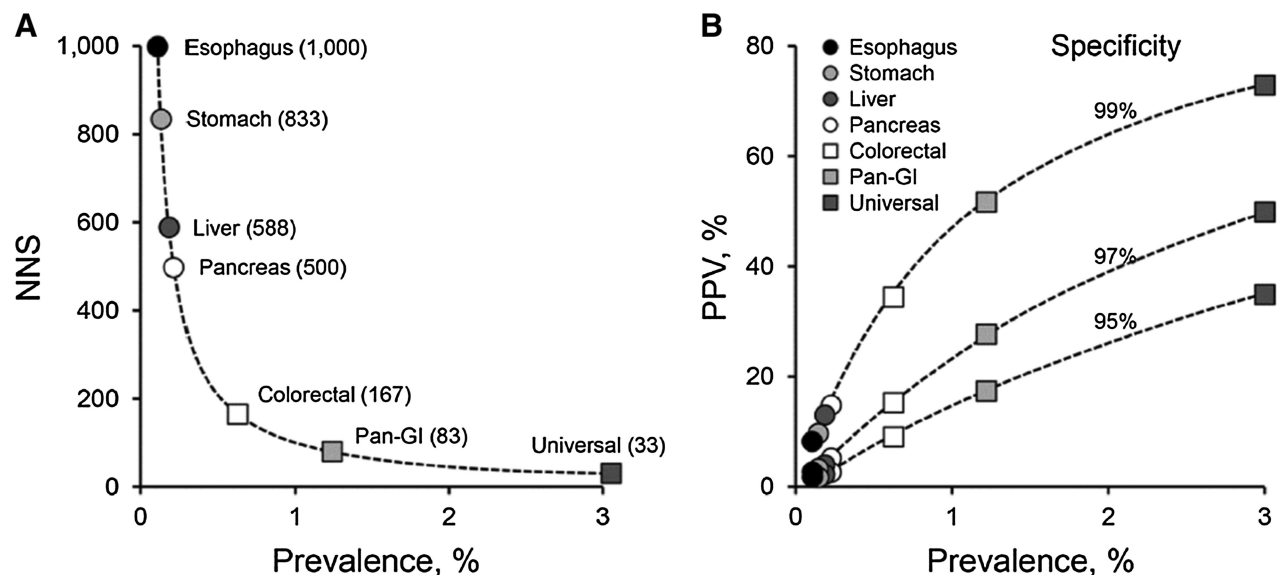 A
NNS
1,000
800
600
400
200
0
Esophagus (1,000)
Stomach (833)
Liver (588)
Pancreas (500)
Colorectal (167)
Pan-GI (83)
Universal (33)
0 1 2 3
Prevalence, %
B
PPV, %
80
60
40
20
0
Esophagus
Stomach
Liver
Pancreas
Colorectal
Pan-GI
Universal
Specificity
99%
97%
95%
0 1 2 3
Prevalence, %